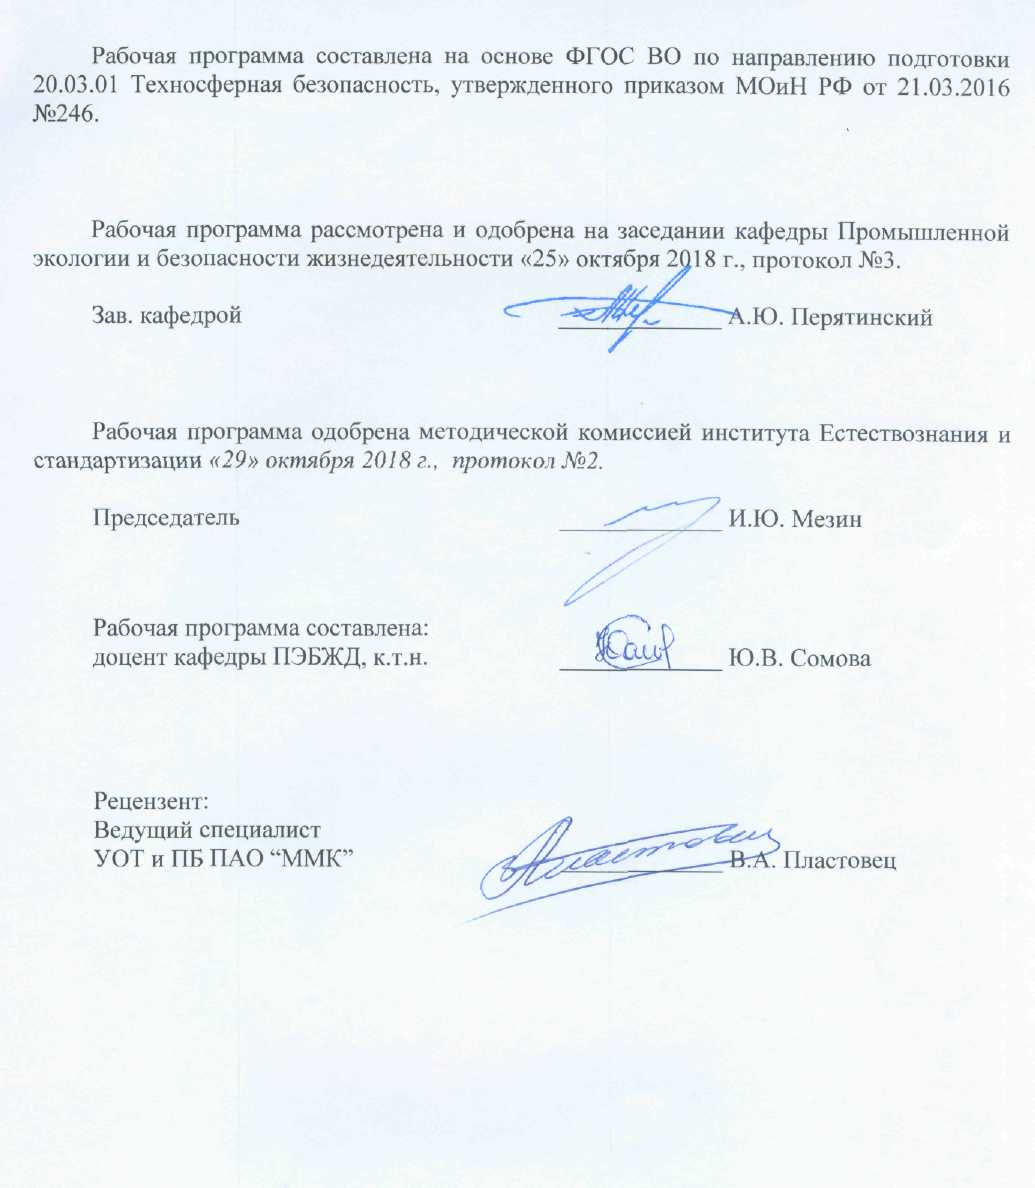 Рабочая программа составлена на основе ФГОС ВО по направлению подготовки
20.03.01 Техносферная безопасность, утвержденного приказом МОиН РФ от 21.03.2016
№246.
Рабочая программа рассмотрена и одобрена на заседании кафедры Промышленной
экологии и безопасности жизнедеятельности «25» октября 2018 г., протокол №3.
Зав. кафедрой А.Ю. Перятинский
Рабочая программа одобрена методической комиссией института Естествознания и
стандартизации «29» октября 2018 г., протокол №2.
Председатель И.Ю. Мезин
Рабочая программа составлена:
доцент кафедры ПЭБЖД, к.т.н. Ю.В. Сомова
Рецензент:
Ведущий специалист
УОТ и ПБ ПАО “ММК” В.А. Пластовец